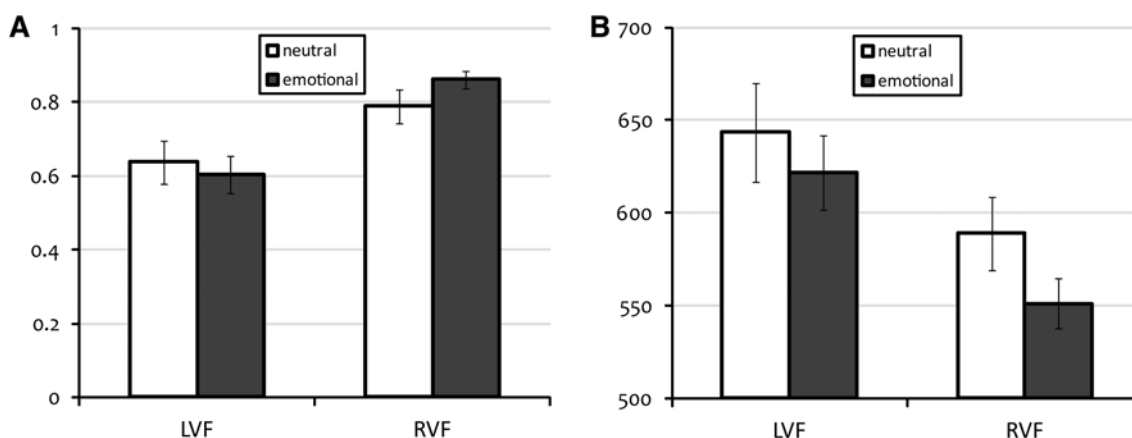 A
1
0.8
0.6
0.4
0.2
0
neutral
emotional
LVF
RVF
B
700
650
600
550
500
neutral
emotional
LVF
RVF